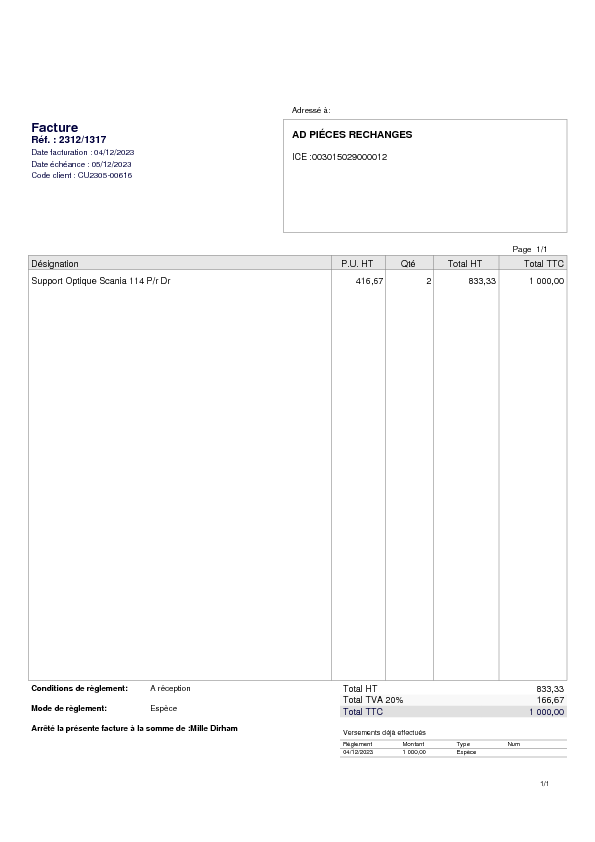 Adressé à:
Facture
Réf. : 2312/1317
Date facturation : 04/12/2023
Date échéance : 05/12/2023
Code client : CU2305-00616
AD PIÉCES RECHANGES
ICE :003015029000012
Page 1/1
Désignation P.U. HT Qté Total HT Total TTC
Support Optique Scania 114 P/r Dr 416,67 2 833,33 1 000,00
Conditions de règlement: A réception
Mode de règlement: Espèce
Arrêté la présente facture à la somme de :Mille Dirham
Total HT 833,33
Total TVA 20% 166,67
Total TTC 1 000,00
Versements déjà effectués
Règlement Montant Type Num
04/12/2023 1 000,00 Espèce
1/1